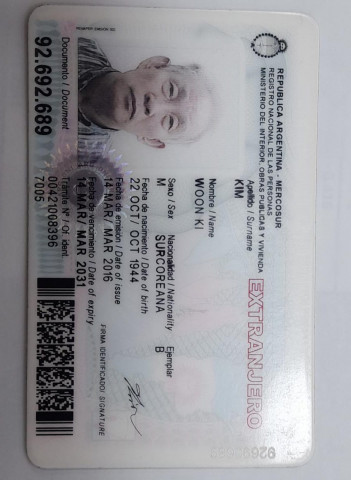 REPUBLICA ARGENTINA - MERCOSUR
REGISTRO NACIONAL DE LAS PERSONAS
MINISTERIO DEL INTERIOR, OBRAS PUBLICAS Y VIVIENDA
EXTRANJERO
Apellido / Surname
KIM
Nombre / Name
WOON KI
Sexo / Sex Nacionalidad / Nationality Ejemplar
M SURCOREANA B
Fecha de nacimiento / Date of birth
22 OCT/ OCT 1944
Fecha de emisión / Date of issue
14 MAR/ MAR 2016
FIRMA IDENTIFICADO/ SIGNATURE
Fecha de vencimiento / Date of expiry
14 MAR/ MAR 2031
Documento / Document
92.692.689
Trámite Nº / Of. ident
00421098396
7005